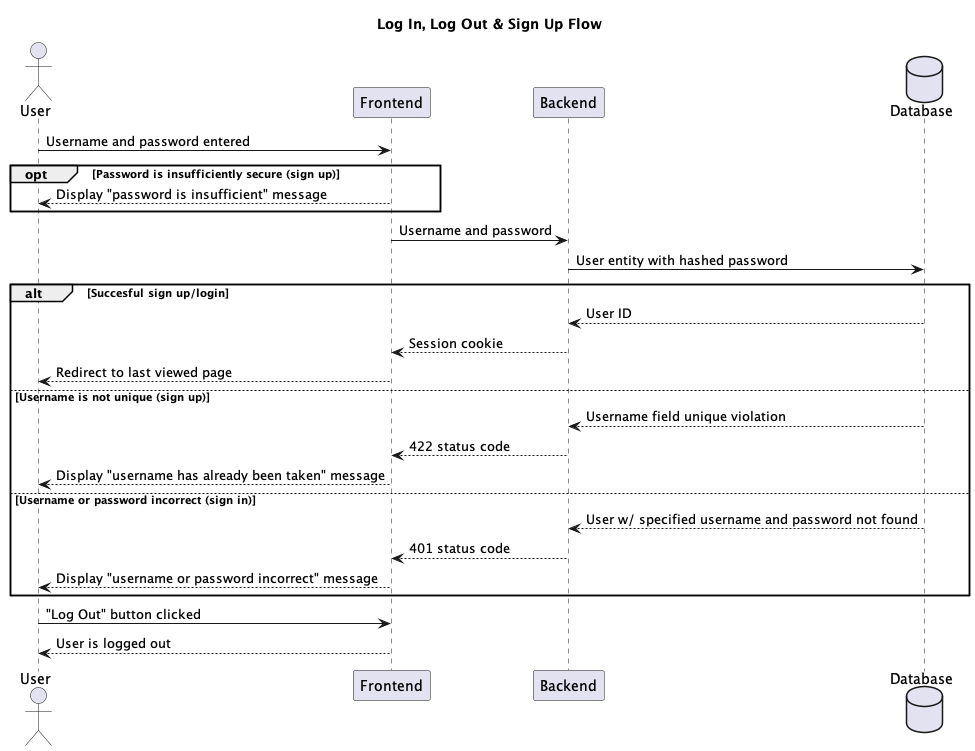 Log In, Log Out & Sign Up Flow
User
Frontend
Backend
Database
Username and password entered
opt
[Password is insufficiently secure (sign up)]
Display "password is insufficient" message
Username and password
User entity with hashed password
alt
[Succesful sign up/login]
User ID
Session cookie
Redirect to last viewed page
[Username is not unique (sign up)]
Username field unique violation
422 status code
Display "username has already been taken" message
[Username or password incorrect (sign in)]
User w/ specified username and password not found
401 status code
Display "username or password incorrect" message
"Log Out" button clicked
User is logged out
User
Frontend
Backend
Database